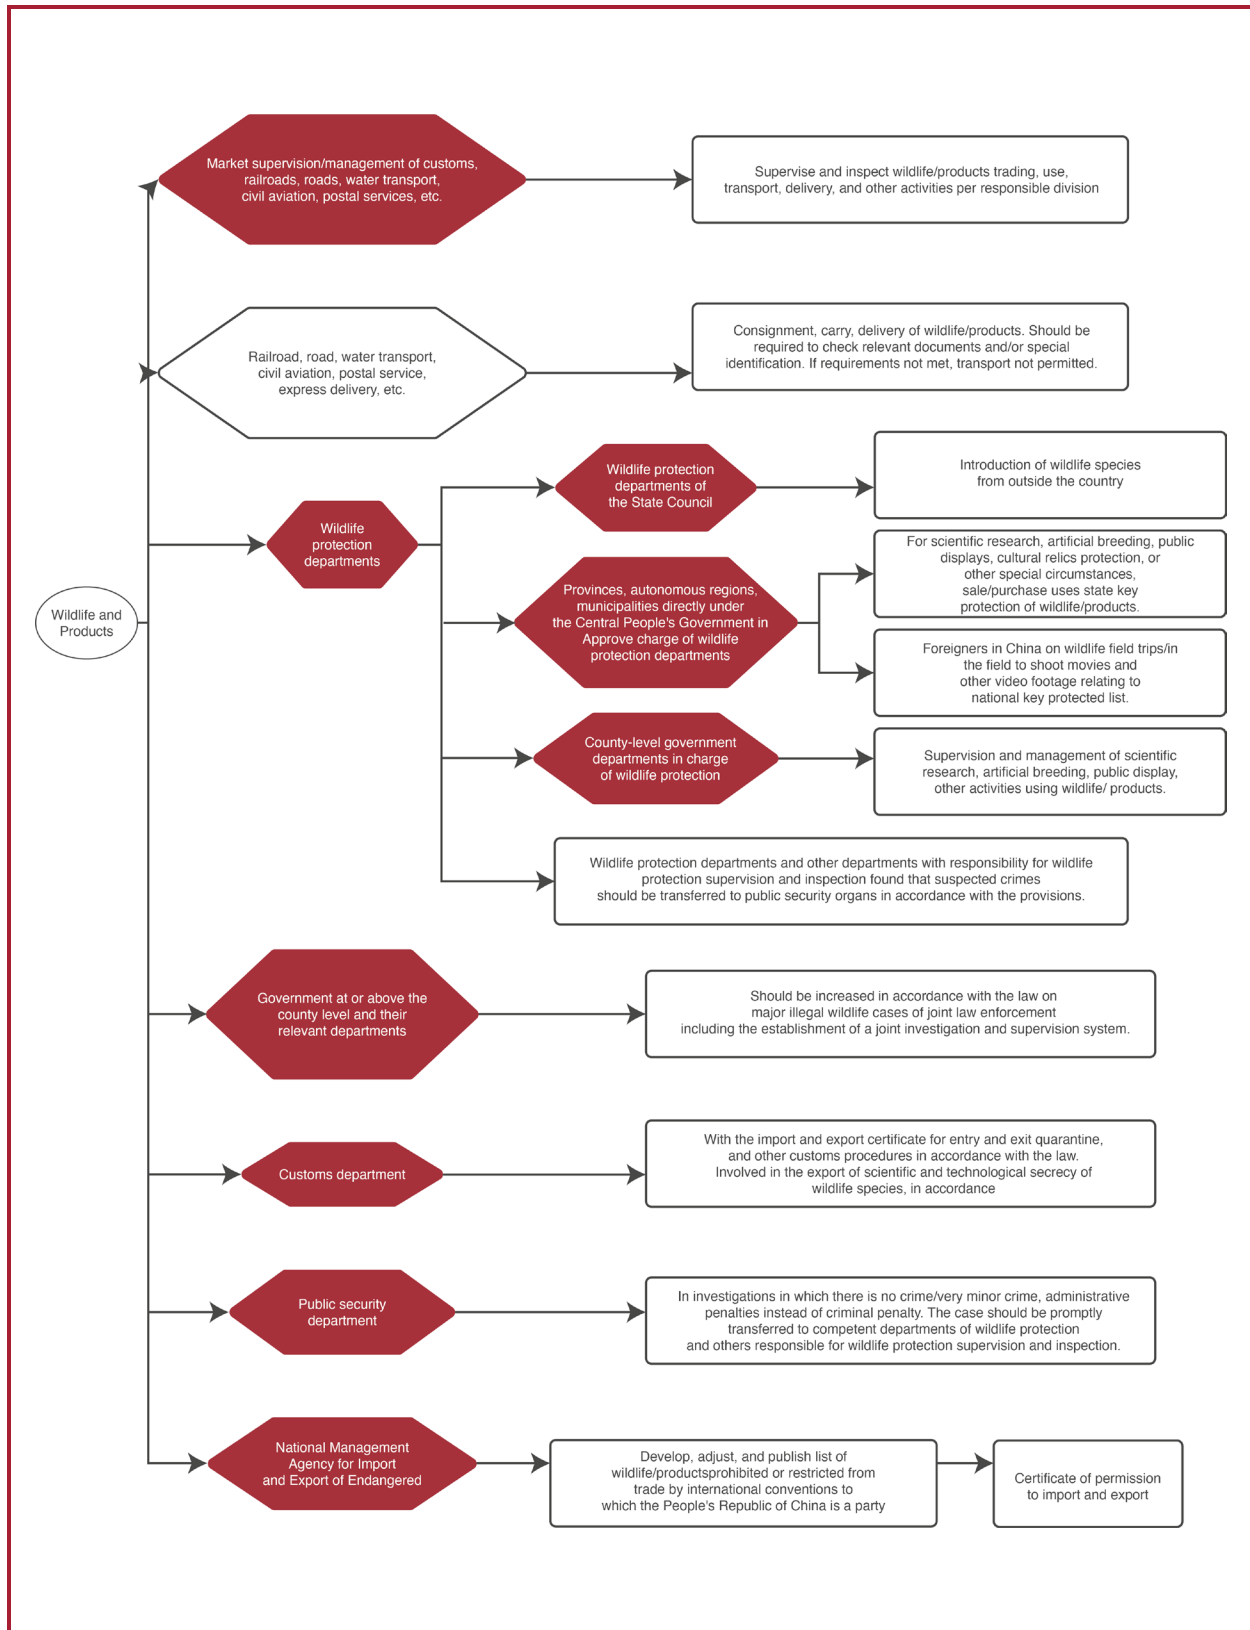 Market supervision/management of customs,
railroads, roads, water transport,
civil aviation, postal services, etc.
Supervise and inspect wildlife/products trading, use,
transport, delivery, and other activities per responsible division
Railroad, road, water transport,
civil aviation, postal service,
express delivery, etc.
Consignment, carry, delivery of wildlife/products. Should be
required to check relevant documents and/or special
identification. If requirements not met, transport not permitted.
Wildlife and
Products
Wildlife
protection
departments
Wildlife protection
departments of
the State Council
Introduction of wildlife species
from outside the country
Provinces, autonomous regions,
municipalities directly under
the Central People's Government in
Approve charge of wildlife
protection departments
For scientific research, artificial breeding, public
displays, cultural relics protection, or
other special circumstances,
sale/purchase uses state key
protection of wildlife/products.
Foreigners in China on wildlife field trips/in
the field to shoot movies and
other video footage relating to
national key protected list.
County-level government
departments in charge
of wildlife protection
Supervision and management of scientific
research, artificial breeding, public display,
other activities using wildlife/ products.
Wildlife protection departments and other departments with responsibility for wildlife
protection supervision and inspection found that suspected crimes
should be transferred to public security organs in accordance with the provisions.
Government at or above the
county level and their
relevant departments
Should be increased in accordance with the law on
major illegal wildlife cases of joint law enforcement
including the establishment of a joint investigation and supervision system.
Customs department
With the import and export certificate for entry and exit quarantine,
and other customs procedures in accordance with the law.
Involved in the export of scientific and technological secrecy of
wildlife species, in accordance
Public security
department
In investigations in which there is no crime/very minor crime, administrative
penalties instead of criminal penalty. The case should be promptly
transferred to competent departments of wildlife protection
and others responsible for wildlife protection supervision and inspection.
National Management
Agency for Import
and Export of Endangered
Develop, adjust, and publish list of
wildlife/productsprohibited or restricted from
trade by international conventions to
which the People's Republic of China is a party
Certificate of permission
to import and export